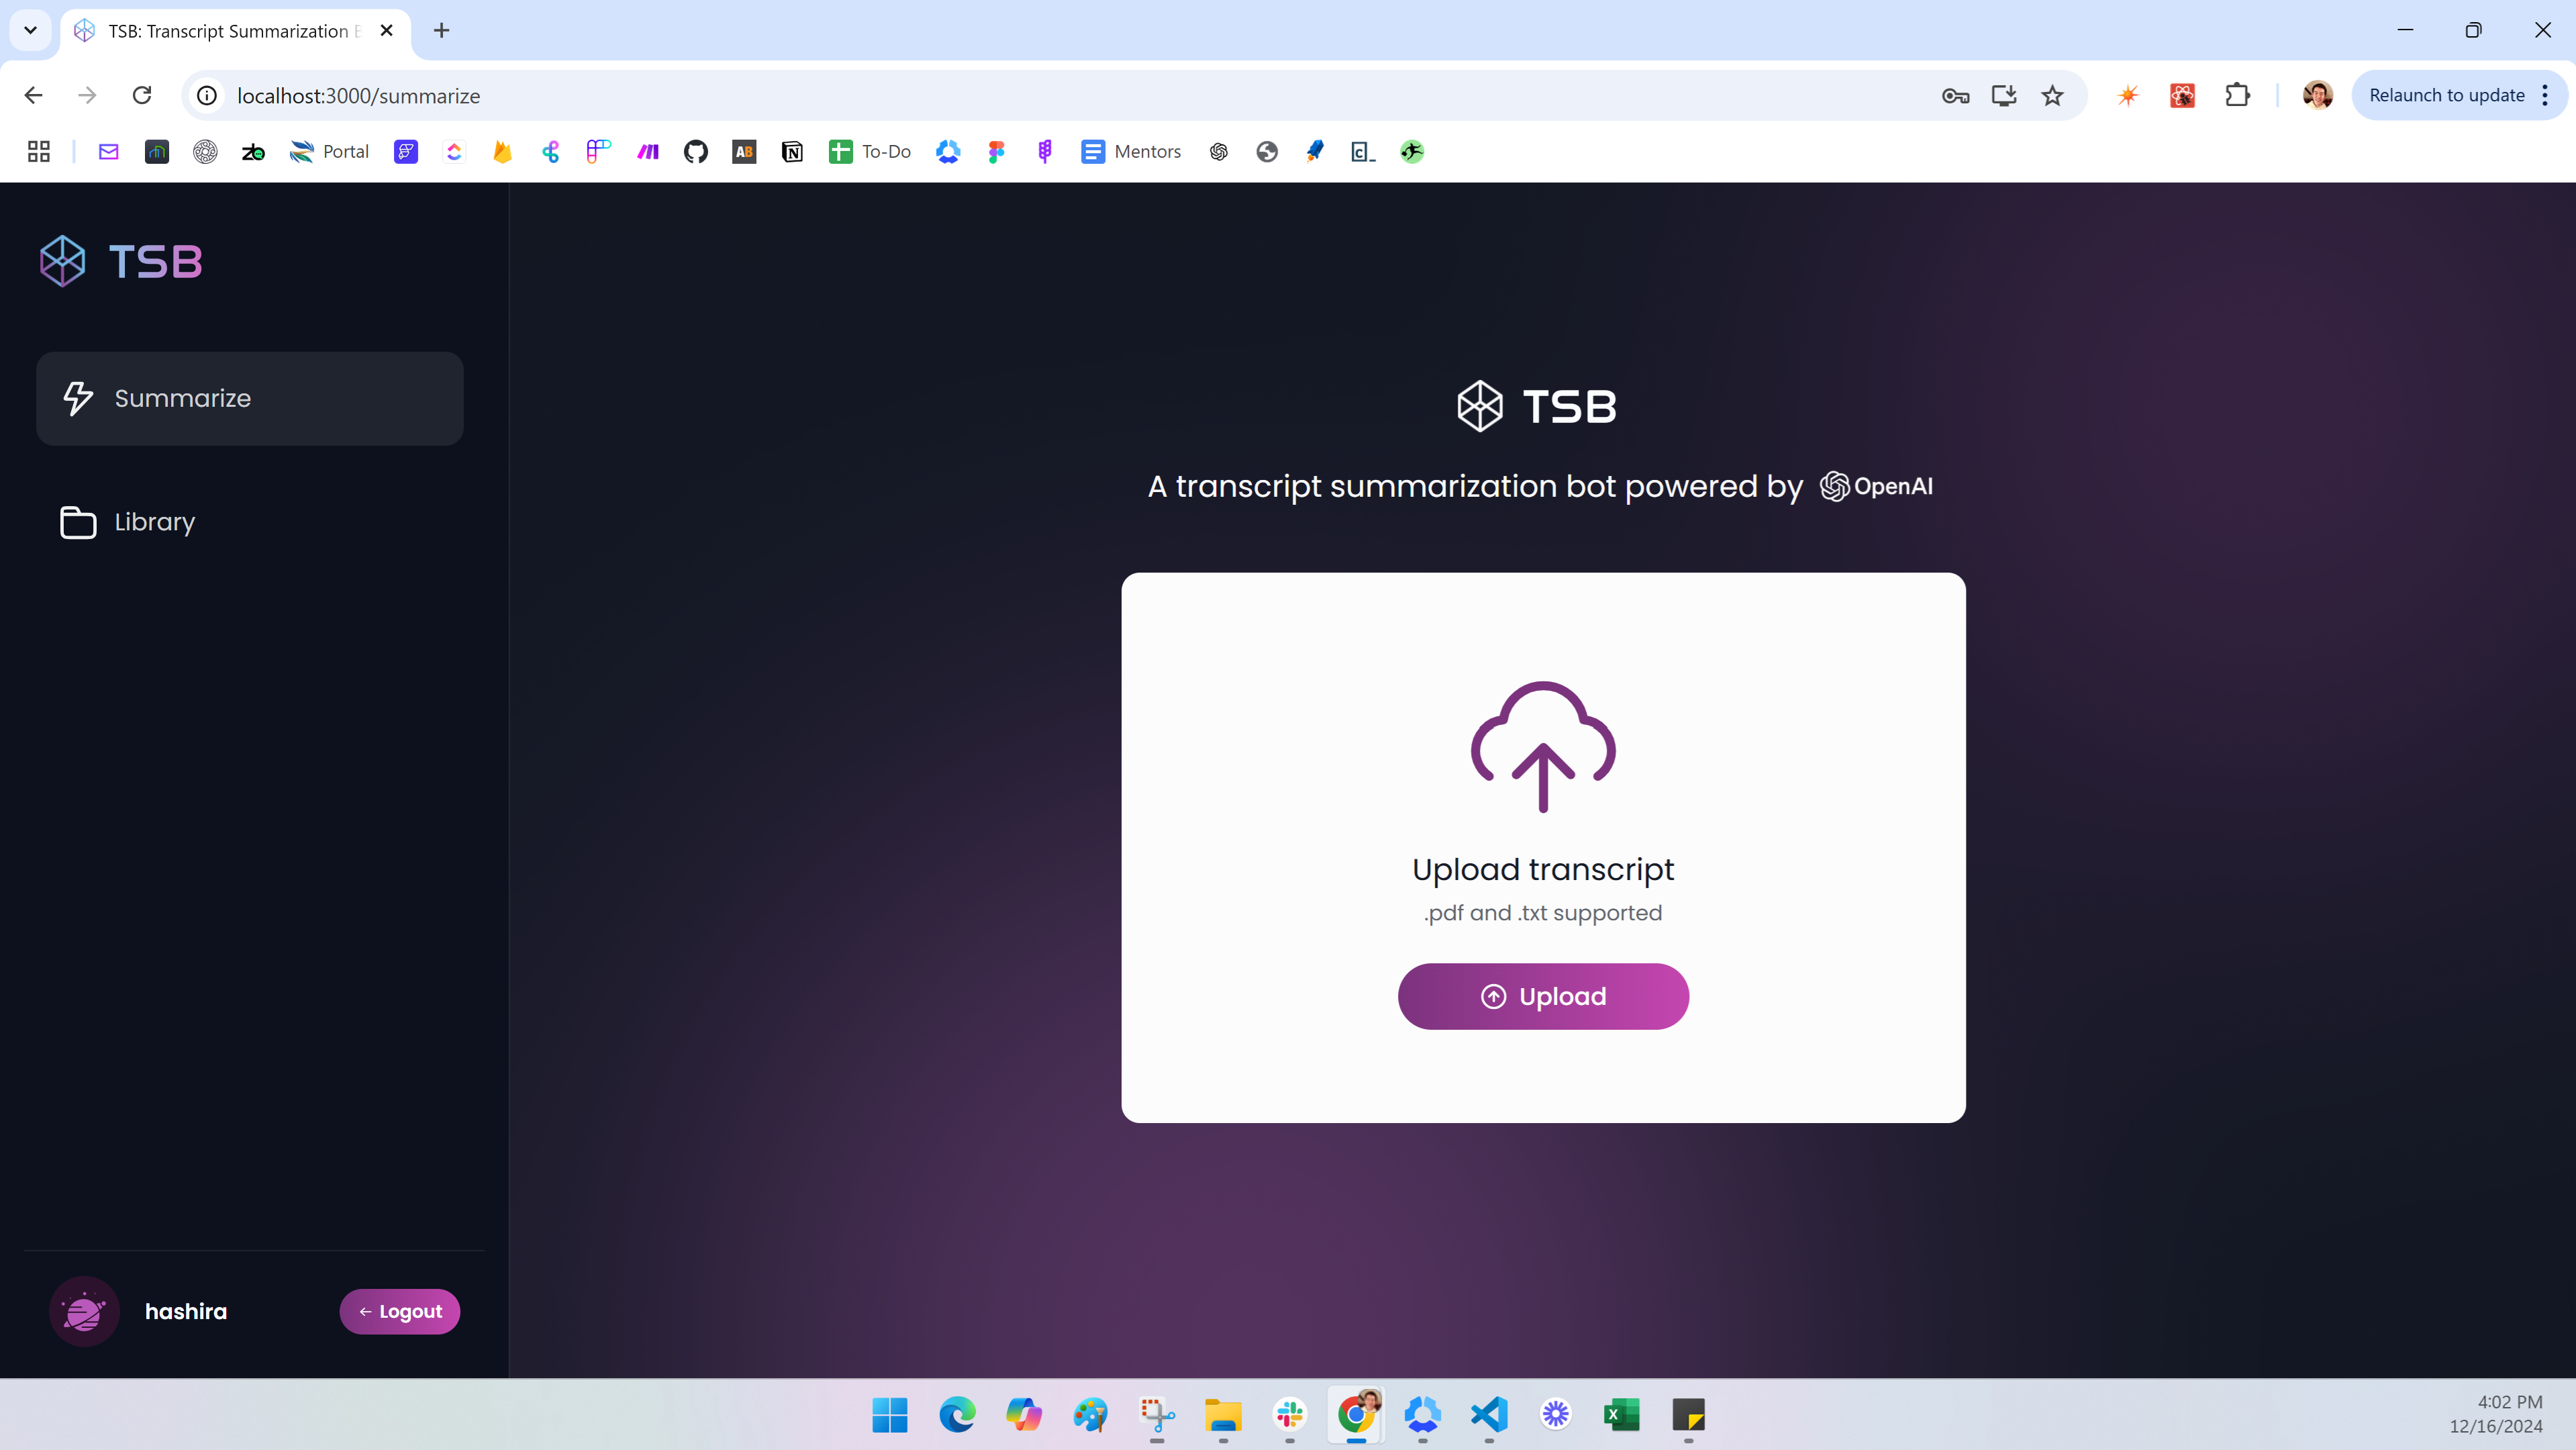 TSB: Transcript Summarization
localhost:3000/summarize
Relaunch to update
Portal
AB
To-Do
Mentors
TSB
Summarize
Library
TSB
A transcript summarization bot powered by OpenAI
Upload transcript
.pdf and .txt supported
Upload
hashira
← Logout
4:02 PM
12/16/2024